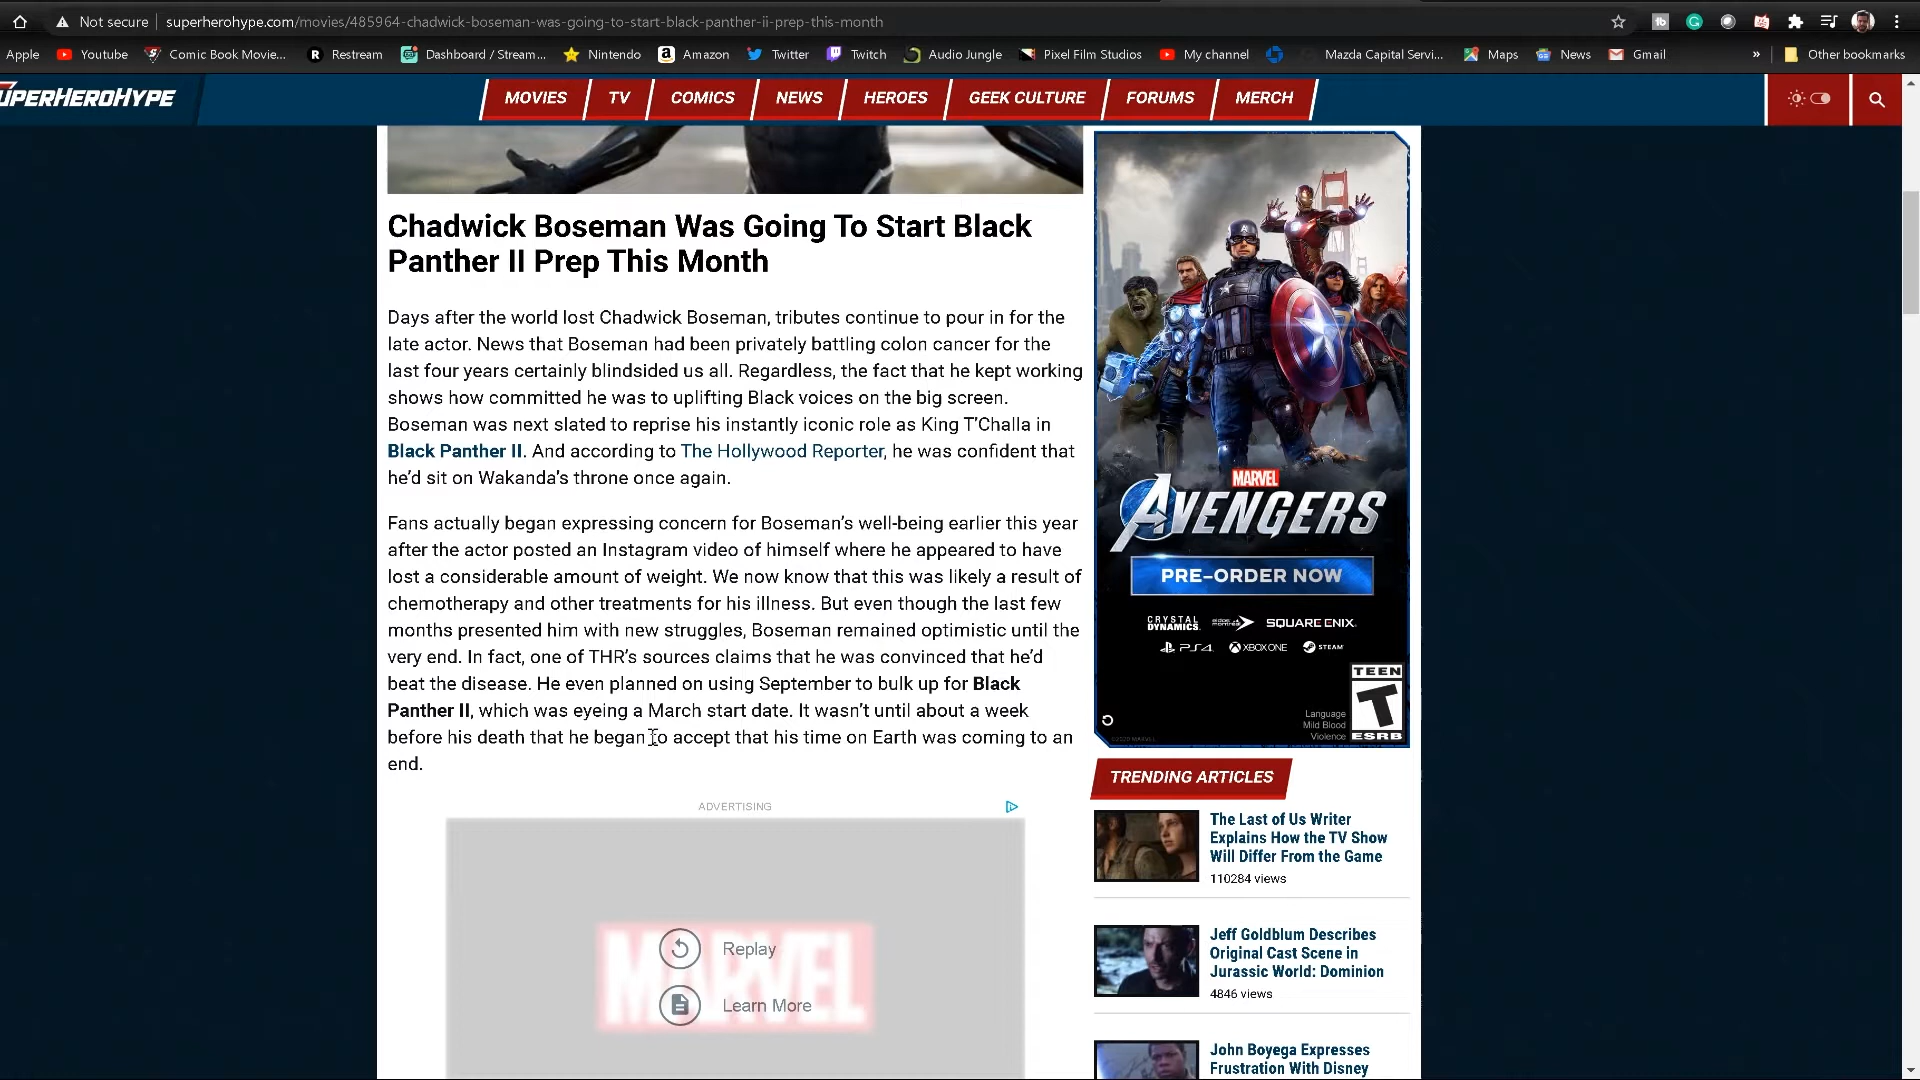 Not secure
superherohype.com/movies/485964-chadwick-boseman-was-going-to-start-black-panther-ii-prep-this-month
Apple
Youtube
Comic Book Movie...
Restream
Dashboard / Stream...
Nintendo
Amazon
Twitter
Twitch
Audio Jungle
Pixel Film Studios
My channel
Mazda Capital Servi...
Maps
News
Gmail
»
Other bookmarks
SUPERHEROHYPE
MOVIES
TV
COMICS
NEWS
HEROES
GEEK CULTURE
FORUMS
MERCH
Chadwick Boseman Was Going To Start Black
Panther II Prep This Month
Days after the world lost Chadwick Boseman, tributes continue to pour in for the
late actor. News that Boseman had been privately battling colon cancer for the
last four years certainly blindsided us all. Regardless, the fact that he kept working
shows how committed he was to uplifting Black voices on the big screen.
Boseman was next slated to reprise his instantly iconic role as King T'Challa in
Black Panther II. And according to The Hollywood Reporter, he was confident that
he'd sit on Wakanda's throne once again.
Fans actually began expressing concern for Boseman's well-being earlier this year
after the actor posted an Instagram video of himself where he appeared to have
lost a considerable amount of weight. We now know that this was likely a result of
chemotherapy and other treatments for his illness. But even though the last few
months presented him with new struggles, Boseman remained optimistic until the
very end. In fact, one of THR's sources claims that he was convinced that he'd
beat the disease. He even planned on using September to bulk up for Black
Panther II, which was eyeing a March start date. It wasn't until about a week
before his death that he began to accept that his time on Earth was coming to an
end.
ADVERTISING
MARVEL
Replay
Learn More
MARVEL
AVENGERS
PRE-ORDER NOW
CRYSTAL DYNAMICS
SQUARE ENIX
PS4
XBOX ONE
STEAM
TEEN
T
ESRB
Language
Mild Blood
Violence
TRENDING ARTICLES
The Last of Us Writer
Explains How the TV Show
Will Differ From the Game
110284 views
Jeff Goldblum Describes
Original Cast Scene in
Jurassic World: Dominion
4846 views
John Boyega Expresses
Frustration With Disney